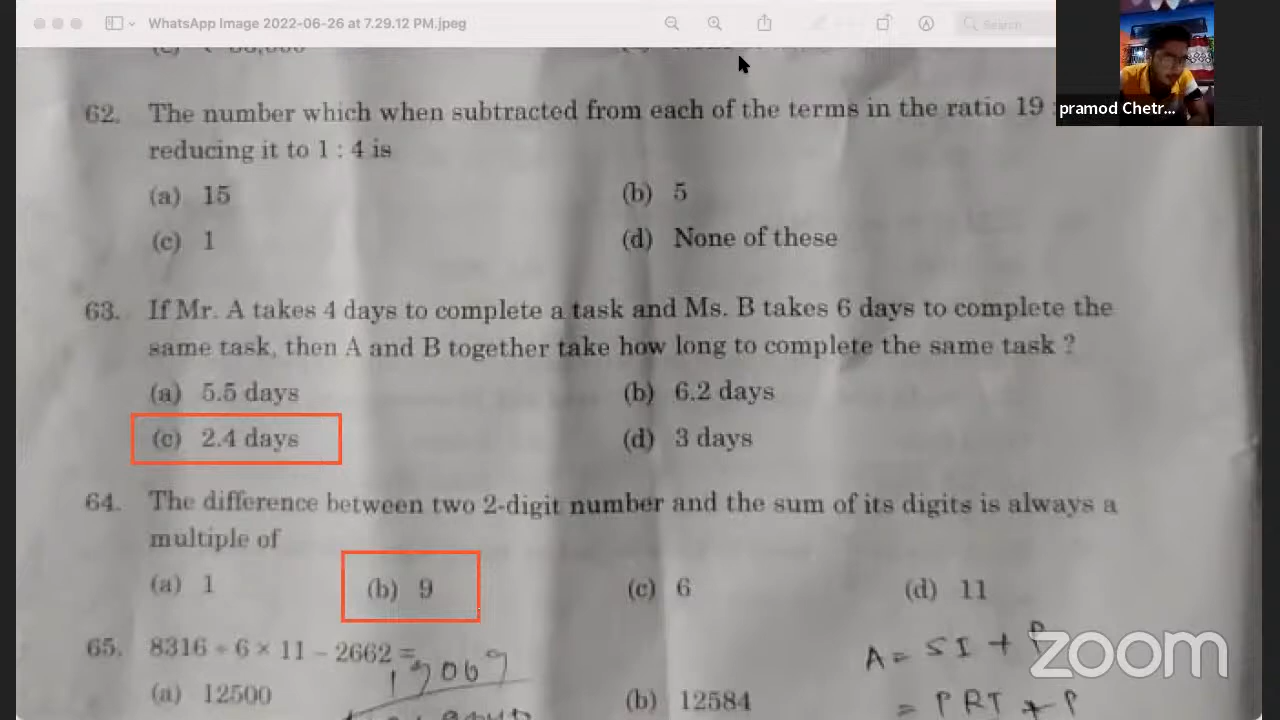 WhatsApp Image 2022-06-26 at 7.29.12 PM.jpeg
Search
pramod Chetr...
62. The number which when subtracted from each of the terms in the ratio 19
reducing it to 1 : 4 is
(a) 15 (b) 5
(c) 1 (d) None of these
63. If Mr. A takes 4 days to complete a task and Ms. B takes 6 days to complete the
same task, then A and B together take how long to complete the same task ?
(a) 5.5 days (b) 6.2 days
(c) 2.4 days (d) 3 days
64. The difference between two 2-digit number and the sum of its digits is always a
multiple of
(a) 1 (b) 9 (c) 6 (d) 11
65. 8316 ÷ 6 × 11 – 2662 =
A = SI + P
zoom
(a) 12500 (b) 12584
= PRT + P